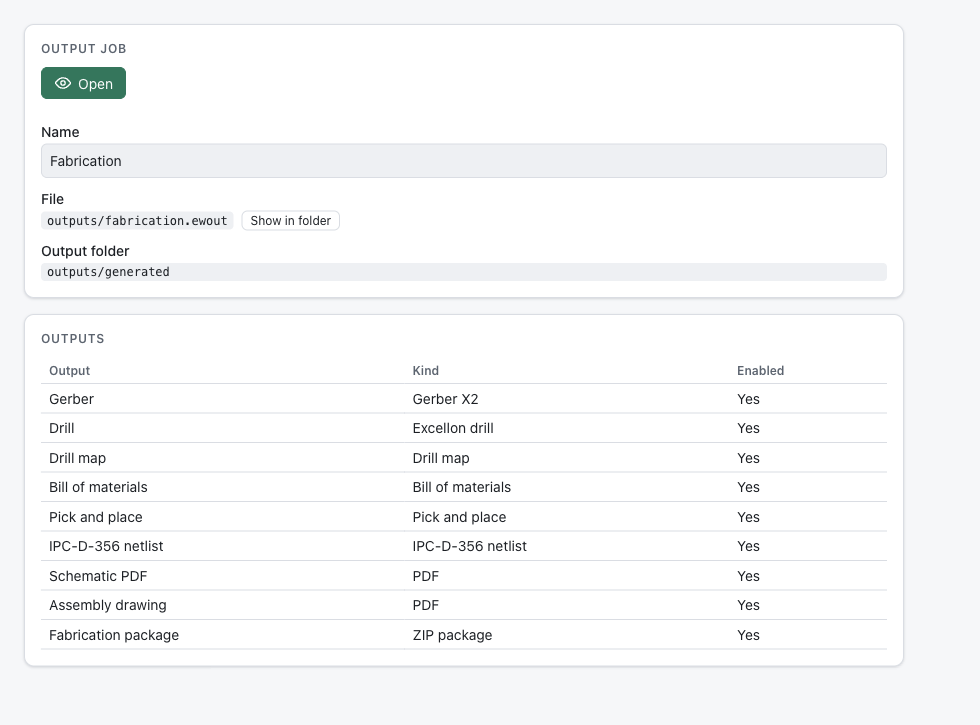 OUTPUT JOB
Open
Name
Fabrication
File
outputs/fabrication.ewout Show in folder
Output folder
outputs/generated
OUTPUTS
Output Kind Enabled
Gerber Gerber X2 Yes
Drill Excellon drill Yes
Drill map Drill map Yes
Bill of materials Bill of materials Yes
Pick and place Pick and place Yes
IPC-D-356 netlist IPC-D-356 netlist Yes
Schematic PDF PDF Yes
Assembly drawing PDF Yes
Fabrication package ZIP package Yes